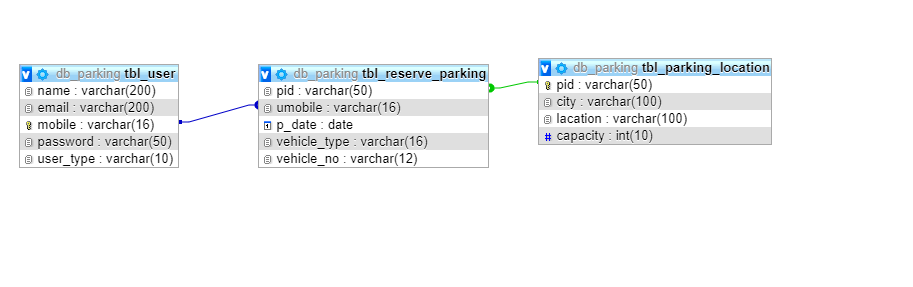 db_parking tbl_user
name : varchar(200)
email : varchar(200)
mobile : varchar(16)
password : varchar(50)
user_type : varchar(10)
db_parking tbl_reserve_parking
pid : varchar(50)
umobile : varchar(16)
p_date : date
vehicle_type : varchar(16)
vehicle_no : varchar(12)
db_parking tbl_parking_location
pid : varchar(50)
city : varchar(100)
lacation : varchar(100)
# capacity : int(10)